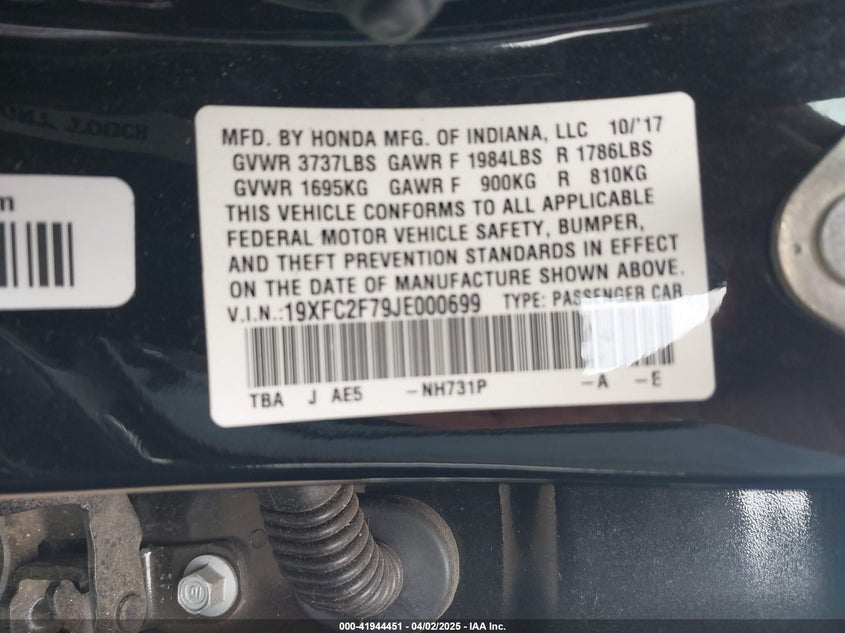 MFD. BY HONDA MFG. OF INDIANA, LLC 10/'17
GVWR 3737LBS GAWR F 1984LBS R 1786LBS
GVWR 1695KG GAWR F 900KG R 810KG
THIS VEHICLE CONFORMS TO ALL APPLICABLE
FEDERAL MOTOR VEHICLE SAFETY, BUMPER,
AND THEFT PREVENTION STANDARDS IN EFFECT
ON THE DATE OF MANUFACTURE SHOWN ABOVE.
V.I.N.:19XFC2F79JE000699 TYPE: PASSENGER CAR
TBA J AE5 -NH731P -A -E
m
000-41944451 - 04/02/2025 - IAA Inc.